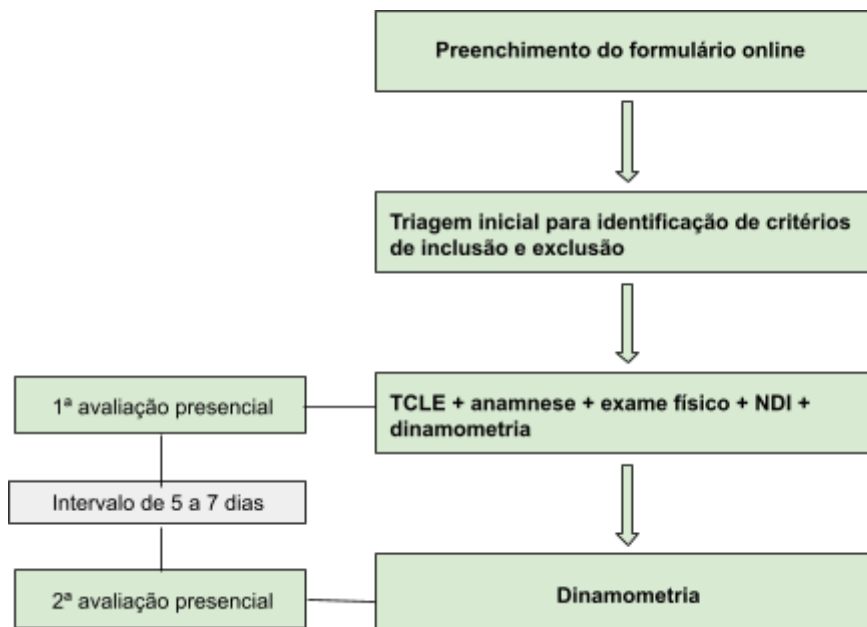 Preenchimento do formulário online
Triagem inicial para identificação de critérios
de inclusão e exclusão
1ª avaliação presencial
TCLE + anamnese + exame físico + NDI +
dinamometria
Intervalo de 5 a 7 dias
2ª avaliação presencial
Dinamometria